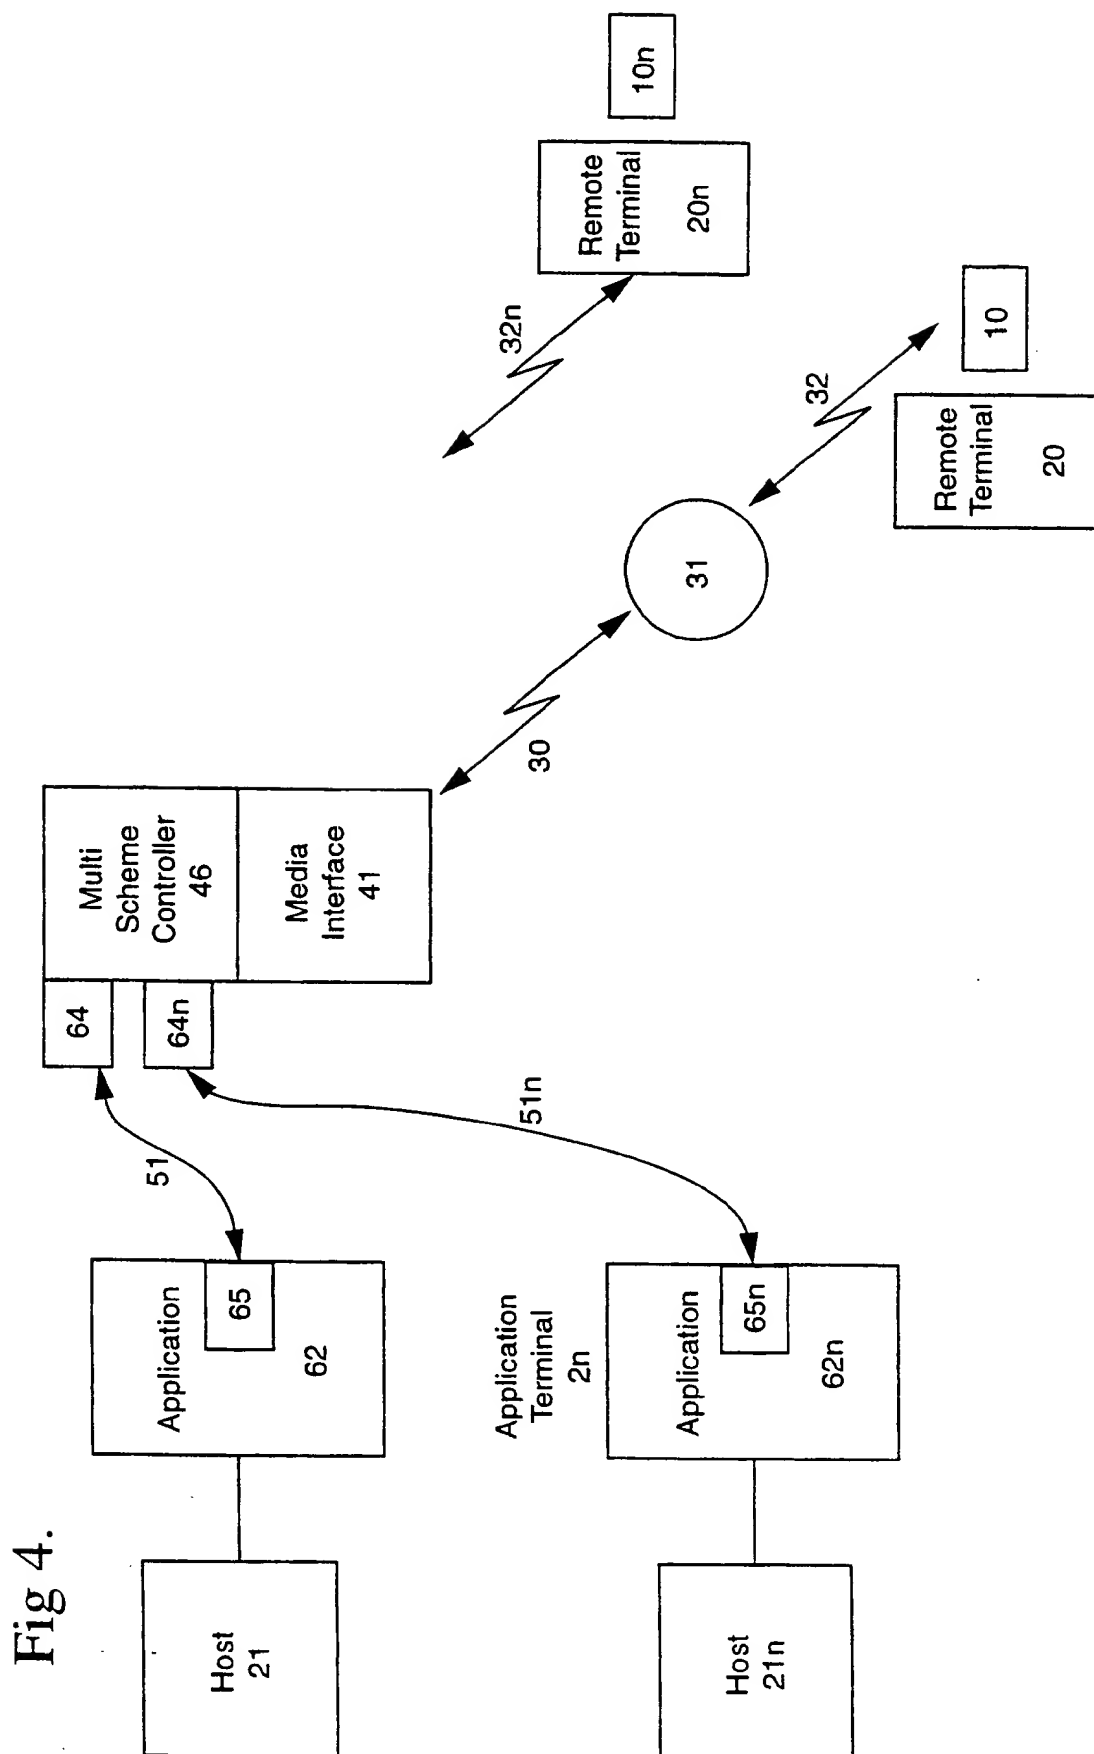 Fig 4.
Host
21
Application
65
62
51
64
64n
Multi
Scheme
Controller
46
Media
Interface
41
30
31
32
32n
Remote
Terminal
20n
10n
Remote
Terminal
20
10
51n
Application
Terminal
2n
Application
65n
62n
Host
21n